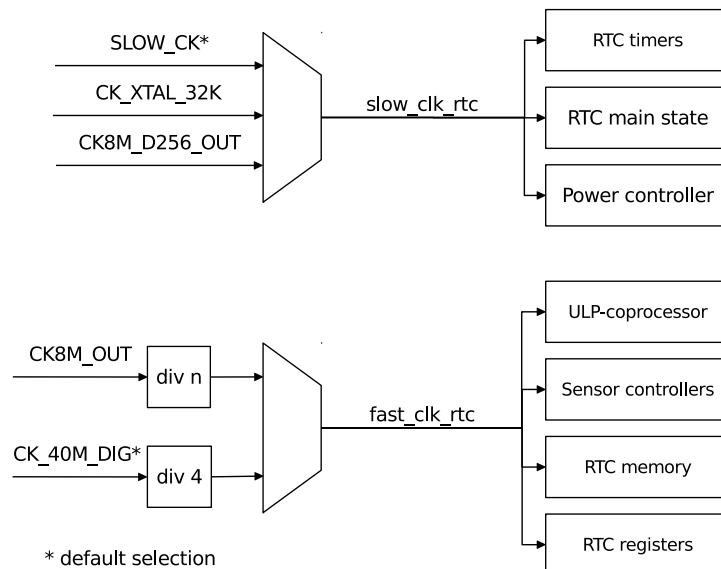 SLOW_CK*
CK_XTAL_32K
CK8M_D256_OUT
slow_clk_rtc
RTC timers
RTC main state
Power controller
CK8M_OUT
div n
CK_40M_DIG*
div 4
fast_clk_rtc
ULP-coprocessor
Sensor controllers
RTC memory
RTC registers
* default selection